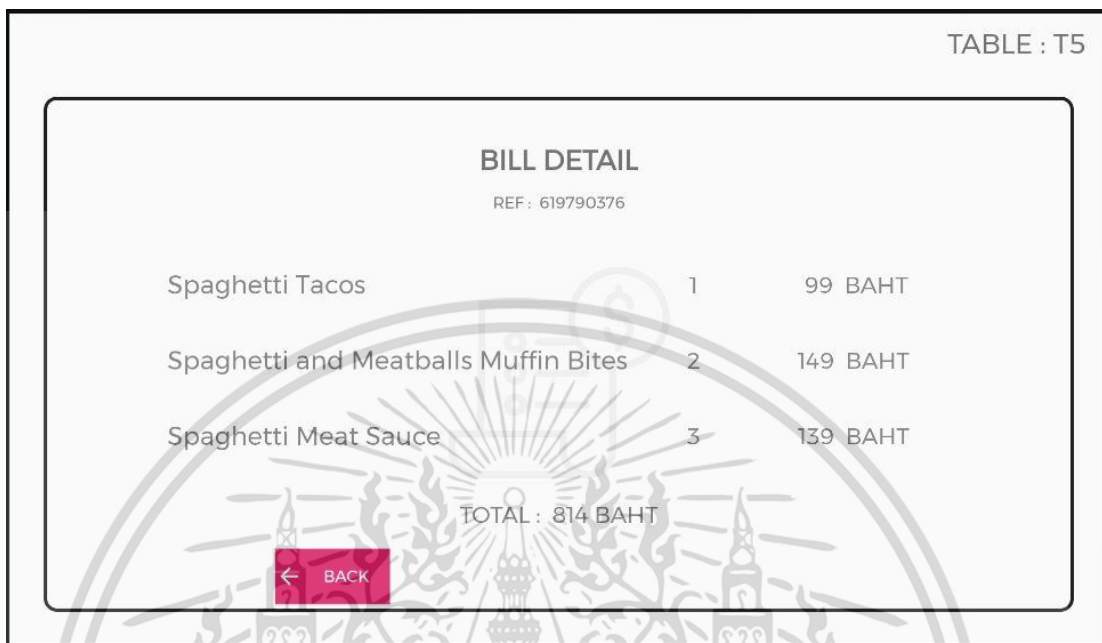 TABLE : T5
BILL DETAIL
REF : 619790376
Spaghetti Tacos 1 99 BAHT
Spaghetti and Meatballs Muffin Bites 2 149 BAHT
Spaghetti Meat Sauce 3 139 BAHT
TOTAL : 814 BAHT
← BACK